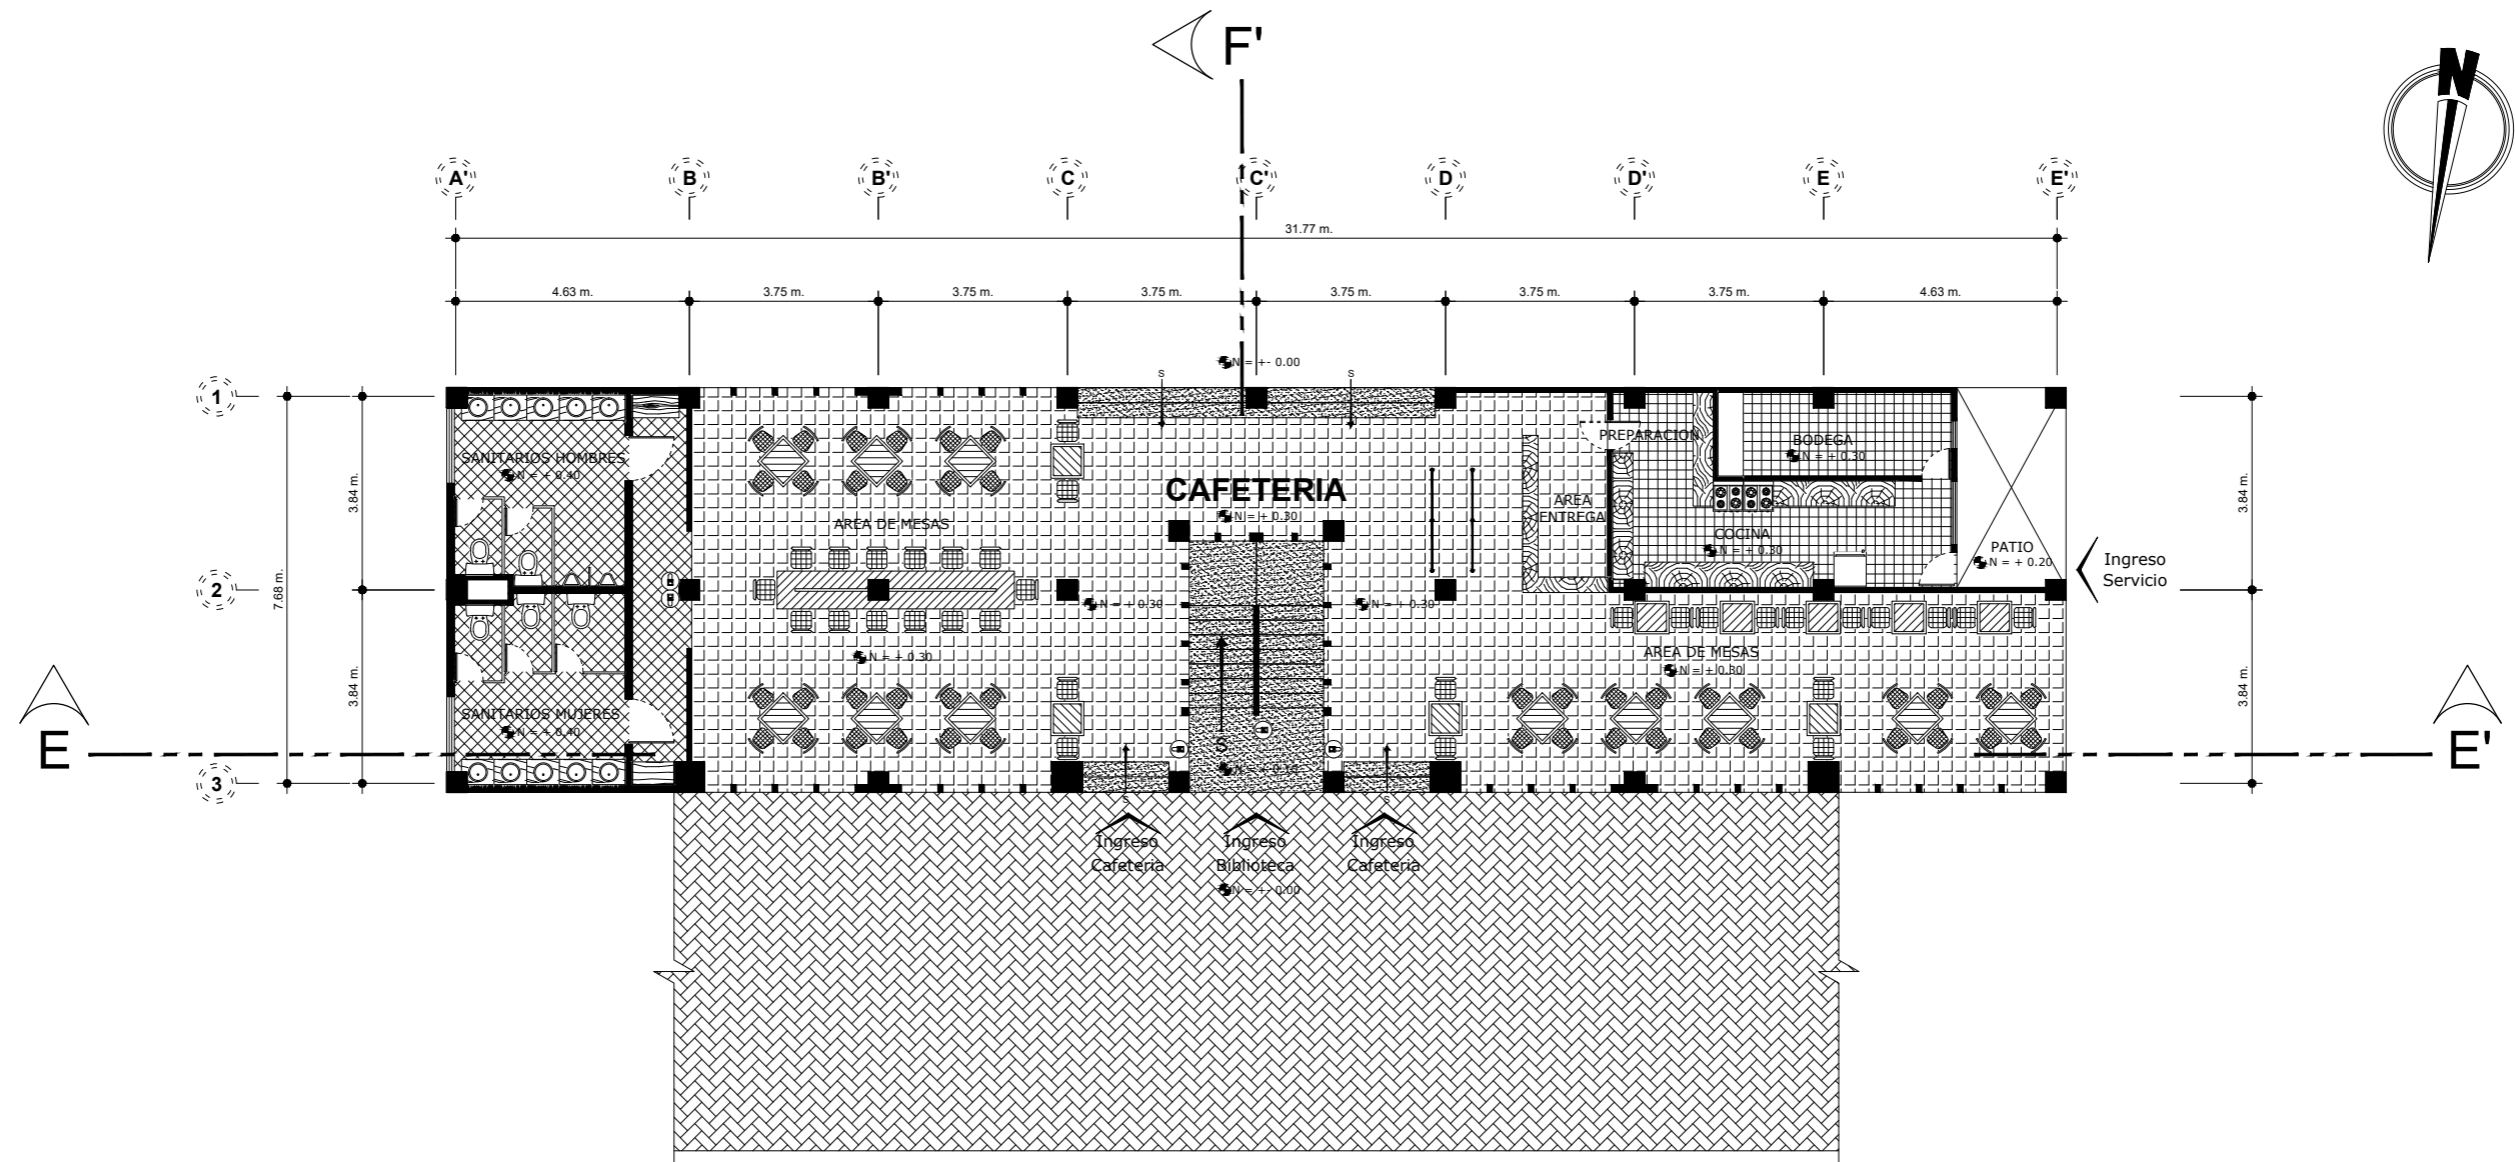 F'
N
A' B B' C C' D D' E E'
31.77 m.
4.63 m. 3.75 m. 3.75 m. 3.75 m. 3.75 m. 3.75 m. 3.75 m. 4.63 m.
N = +- 0.00
S S
1
2
3
7.68 m.
3.84 m.
3.84 m.
SANITARIOS HOMBRES
N = + 0.40
AREA DE MESAS
CAFETERIA
N = + 0.30
AREA
ENTREGA
PREPARACION
BODEGA
N = + 0.30
COCINA
N = + 0.30
PATIO
N = + 0.20
Ingreso
Servicio
3.84 m.
3.84 m.
N = + 0.30
N = + 0.30
N = + 0.30
AREA DE MESAS
N = + 0.30
SANITARIOS MUJERES
N = + 0.40
S
E
E'
S S
Ingreso
Cafeteria
Ingreso
Biblioteca
Ingreso
Cafeteria
N = +- 0.00